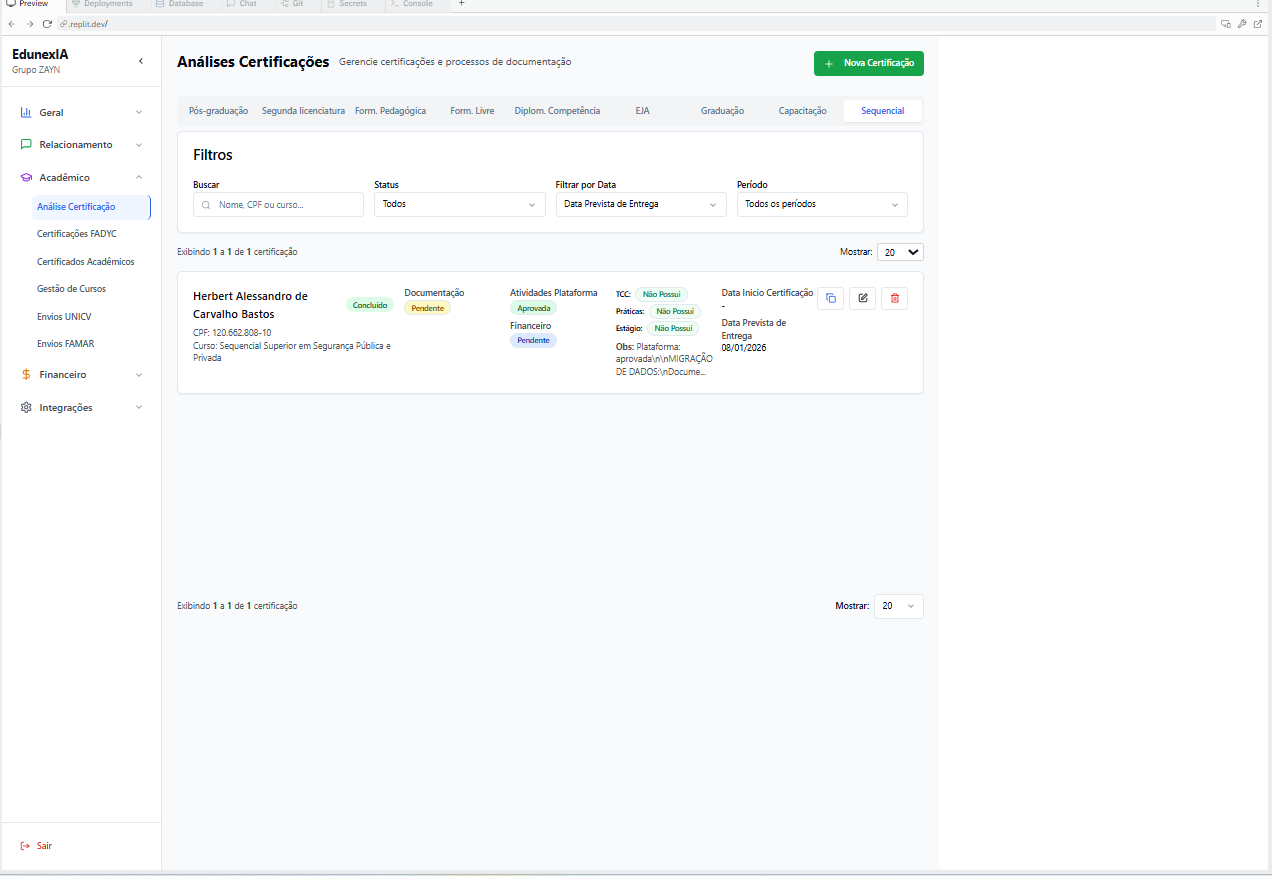 Preview Deployments Database Chat Git Secrets Console +
.replit.dev/
EdunexIA
Grupo ZAYN
Geral
Relacionamento
Acadêmico
Análise Certificação
Certificações FADYC
Certificados Acadêmicos
Gestão de Cursos
Envios UNICV
Envios FAMAR
Financeiro
Integrações
Sair
Análises Certificações Gerencie certificações e processos de documentação
+ Nova Certificação
Pós-graduação Segunda licenciatura Form. Pedagógica Form. Livre Diplom. Competência EJA Graduação Capacitação Sequencial
Filtros
Buscar Status Filtrar por Data Período
Nome, CPF ou curso... Todos Data Prevista de Entrega Todos os períodos
Exibindo 1 a 1 de 1 certificação Mostrar: 20
Herbert Alessandro de
Carvalho Bastos
CPF: 120.662.808-10
Curso: Sequencial Superior em Segurança Pública e
Privada
Concluído
Documentação
Pendente
Atividades Plataforma
Aprovada
Financeiro
Pendente
TCC: Não Possui
Práticas: Não Possui
Estágio: Não Possui
Obs: Plataforma:
aprovada\n\nMIGRAÇÃO
DE DADOS:\nDocume...
Data Inicio Certificação
-
Data Prevista de
Entrega
08/01/2026
Exibindo 1 a 1 de 1 certificação Mostrar: 20